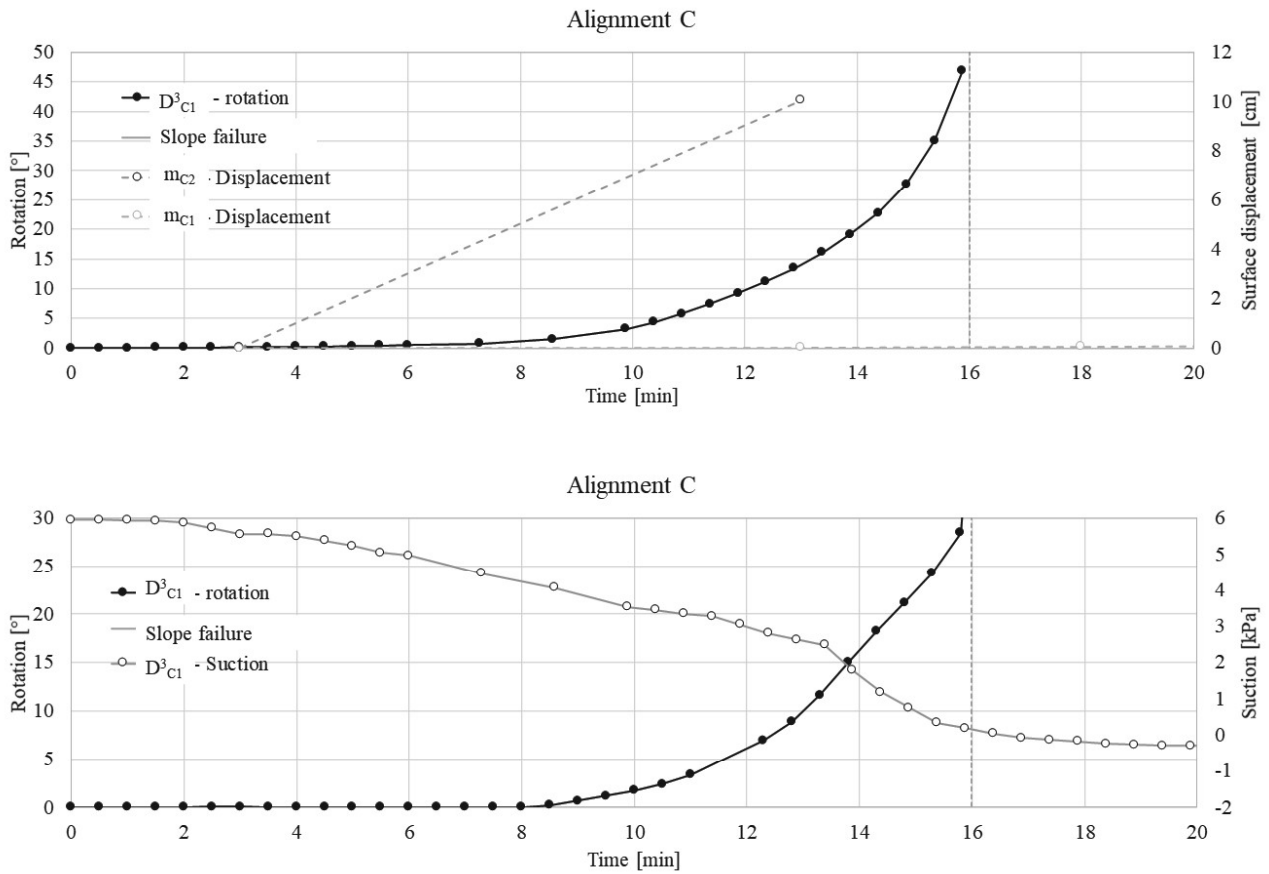 Alignment C
50
45
40
35
30
25
20
15
10
5
0
Rotation [°]
D³C1 - rotation
Slope failure
mC2 - Displacement
mC1 - Displacement
12
10
8
6
4
2
0
Surface displacement [cm]
0 2 4 6 8 10 12 14 16 18 20
Time [min]
Alignment C
30
25
20
15
10
5
0
Rotation [°]
D³C1 - rotation
Slope failure
D³C1 - Suction
6
5
4
3
2
1
0
-1
-2
Suction [kPa]
0 2 4 6 8 10 12 14 16 18 20
Time [min]